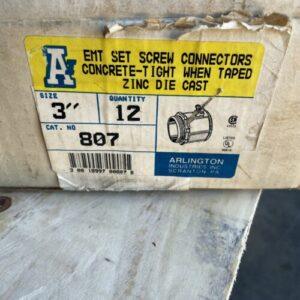 A
EMT SET SCREW CONNECTORS
CONCRETE-TIGHT WHEN TAPED
ZINC DIE CAST
SIZE
QUANTITY
3"
12
CAT. NO
807
LISTED
ARLINGTON
INDUSTRIES INC
SCRANTON, PA